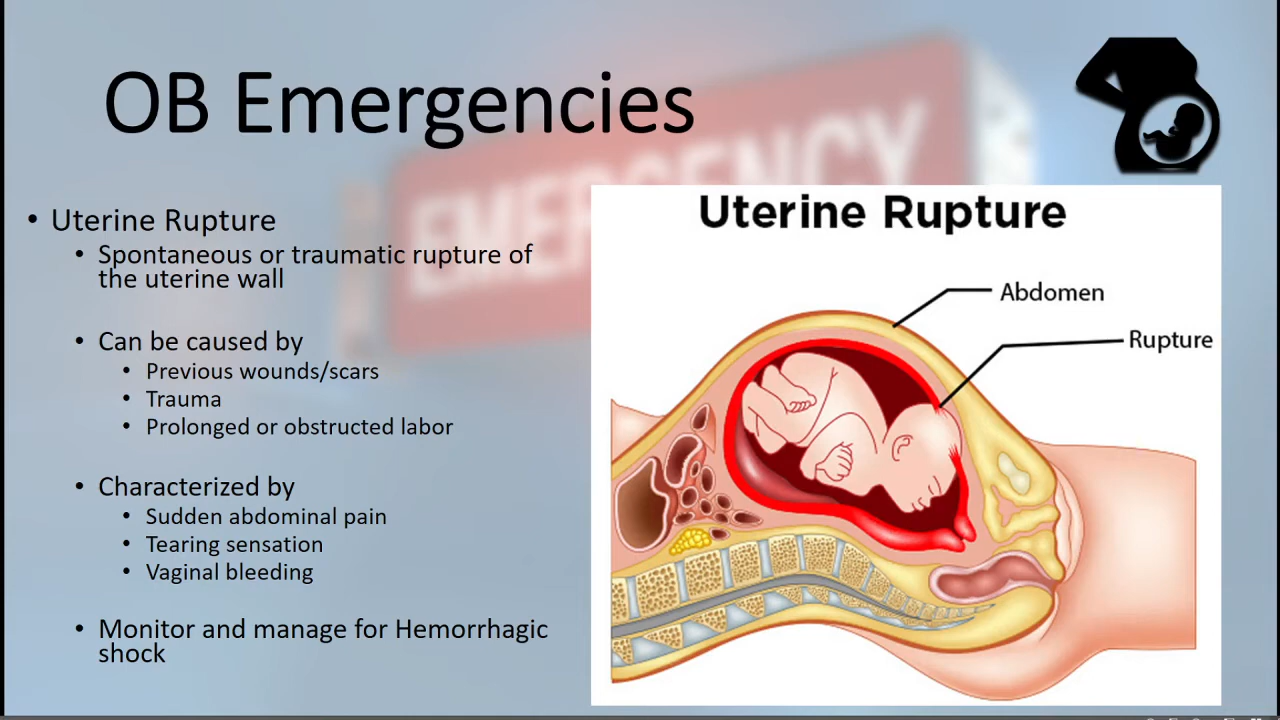 OB Emergencies
EMERGENCY
• Uterine Rupture
• Spontaneous or traumatic rupture of
the uterine wall
• Can be caused by
• Previous wounds/scars
• Trauma
• Prolonged or obstructed labor
• Characterized by
• Sudden abdominal pain
• Tearing sensation
• Vaginal bleeding
• Monitor and manage for Hemorrhagic
shock
Uterine Rupture
Abdomen
Rupture